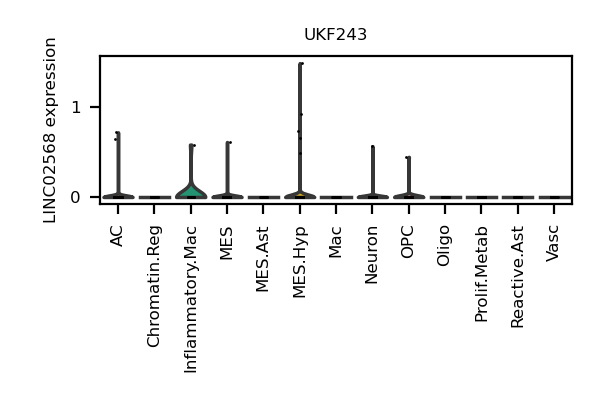 UKF243
LINC02568 expression
1
0
AC
Chromatin.Reg
Inflammatory.Mac
MES
MES.Ast
MES.Hyp
Mac
Neuron
OPC
Oligo
Prolif.Metab
Reactive.Ast
Vasc